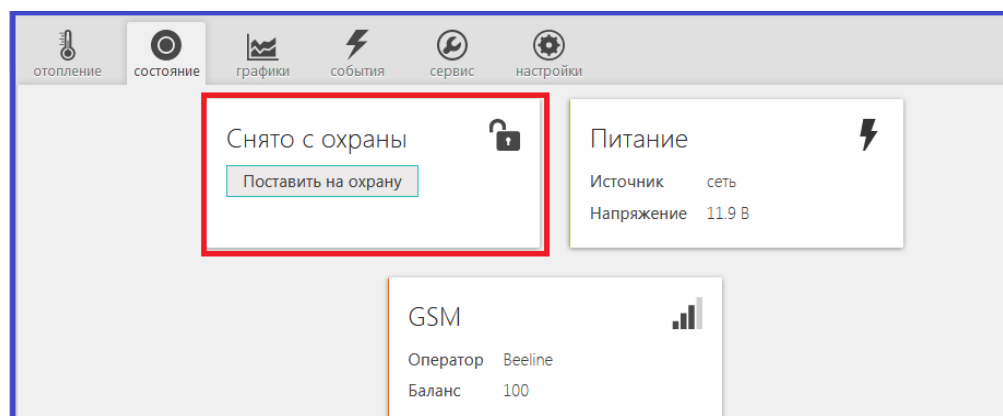 отопление состояние графики события сервис настройки
Снято с охраны
Поставить на охрану
Питание
Источник сеть
Напряжение 11.9 В
GSM
Оператор Beeline
Баланс 100